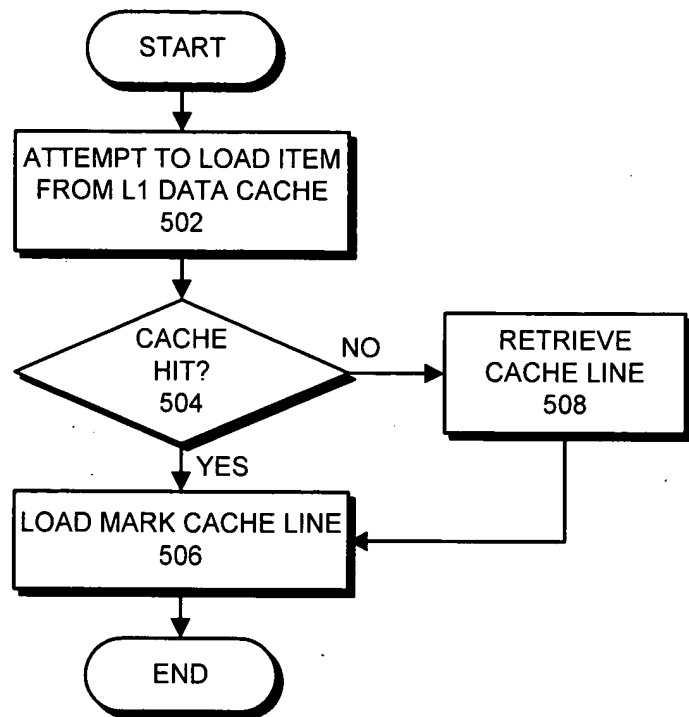 START
ATTEMPT TO LOAD ITEM
FROM L1 DATA CACHE
502
CACHE
HIT?
504
NO
RETRIEVE
CACHE LINE
508
YES
LOAD MARK CACHE LINE
506
END